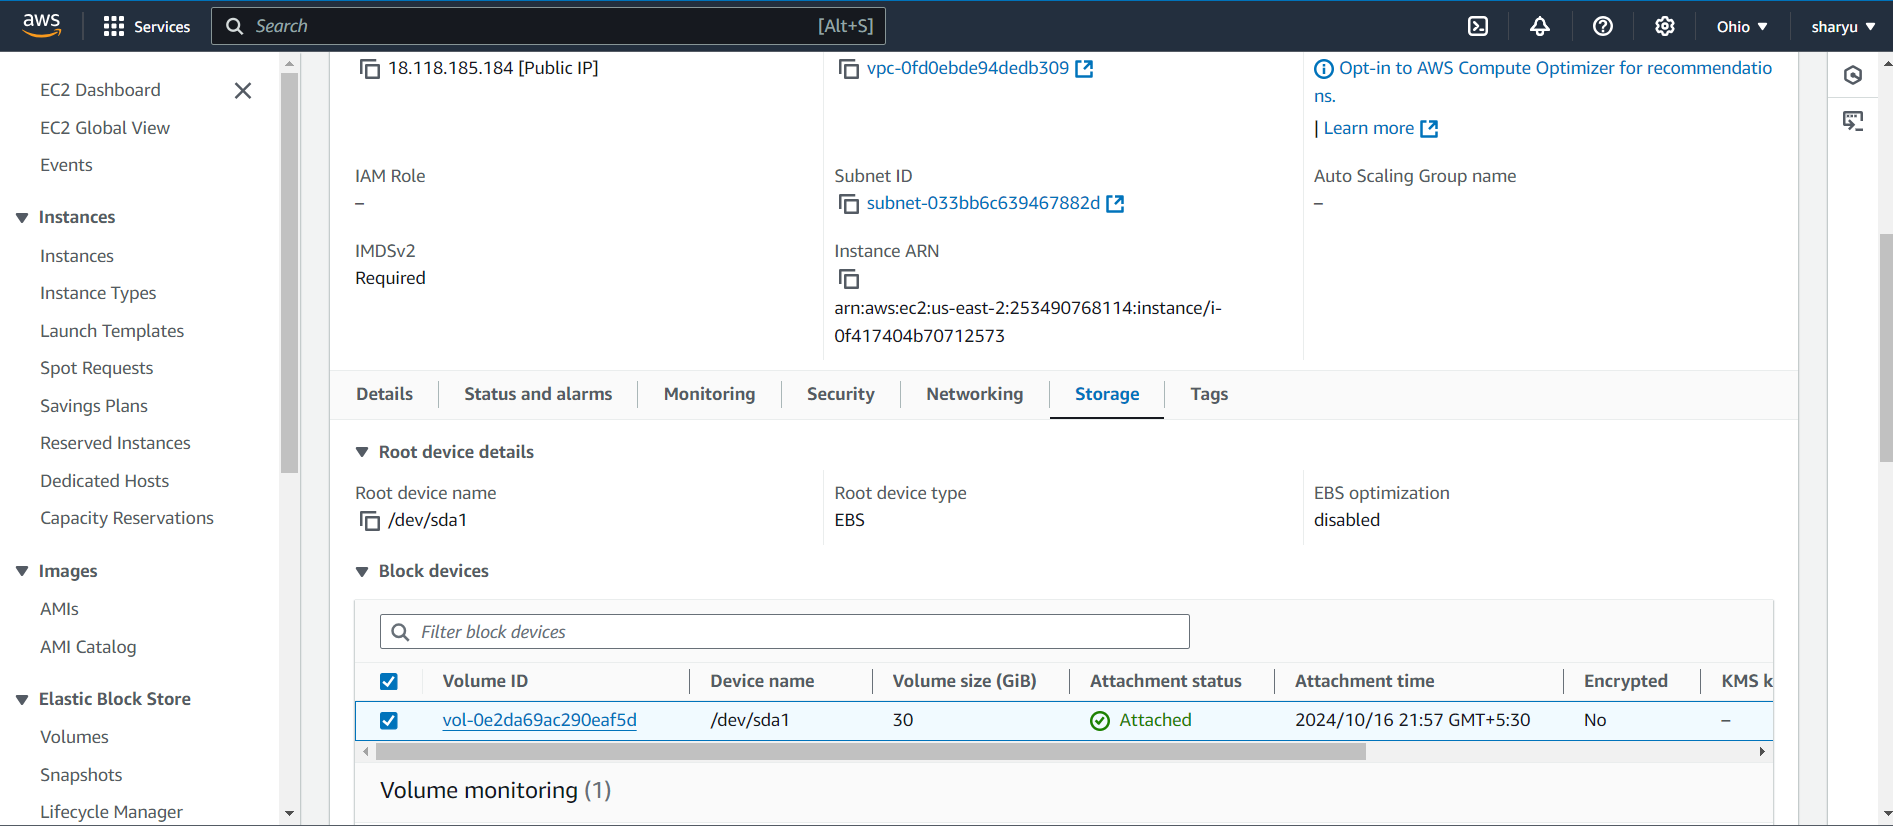 aws
Services
Search
[Alt+S]
Ohio
sharyu
EC2 Dashboard
EC2 Global View
Events
Instances
Instances
Instance Types
Launch Templates
Spot Requests
Savings Plans
Reserved Instances
Dedicated Hosts
Capacity Reservations
Images
AMIs
AMI Catalog
Elastic Block Store
Volumes
Snapshots
Lifecycle Manager
18.118.185.184 [Public IP]
vpc-0fd0ebde94dedb309
Opt-in to AWS Compute Optimizer for recommendatio
ns.
| Learn more
IAM Role
–
Subnet ID
subnet-033bb6c639467882d
Auto Scaling Group name
–
IMDSv2
Required
Instance ARN
arn:aws:ec2:us-east-2:253490768114:instance/i-
0f417404b70712573
Details
Status and alarms
Monitoring
Security
Networking
Storage
Tags
Root device details
Root device name
/dev/sda1
Root device type
EBS
EBS optimization
disabled
Block devices
Filter block devices
Volume ID
Device name
Volume size (GiB)
Attachment status
Attachment time
Encrypted
KMS k
vol-0e2da69ac290eaf5d
/dev/sda1
30
Attached
2024/10/16 21:57 GMT+5:30
No
–
Volume monitoring (1)